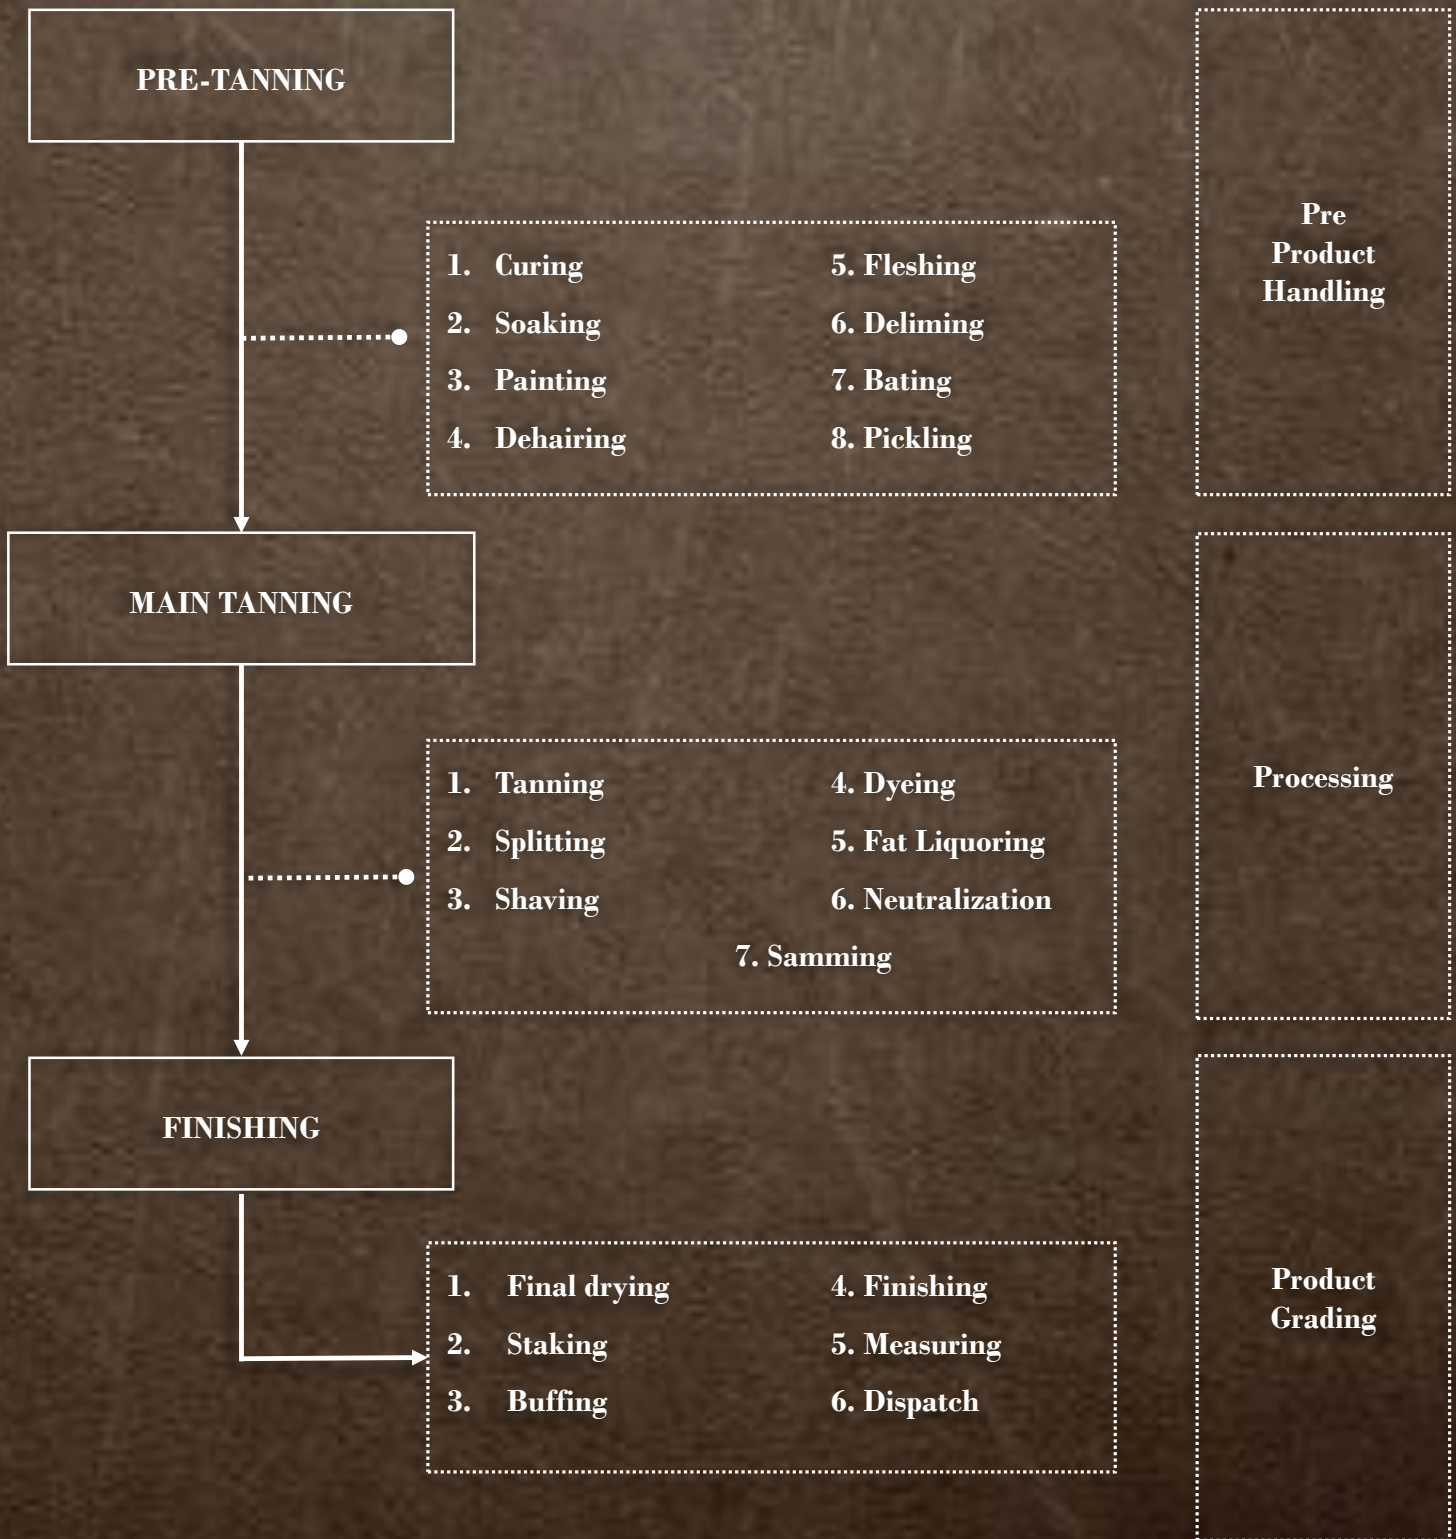 PRE-TANNING
Pre
Product
Handling
1. Curing
2. Soaking
3. Painting
4. Dehairing
5. Fleshing
6. Deliming
7. Bating
8. Pickling
MAIN TANNING
Processing
1. Tanning
2. Splitting
3. Shaving
4. Dyeing
5. Fat Liquoring
6. Neutralization
7. Samming
FINISHING
Product
Grading
1. Final drying
2. Staking
3. Buffing
4. Finishing
5. Measuring
6. Dispatch